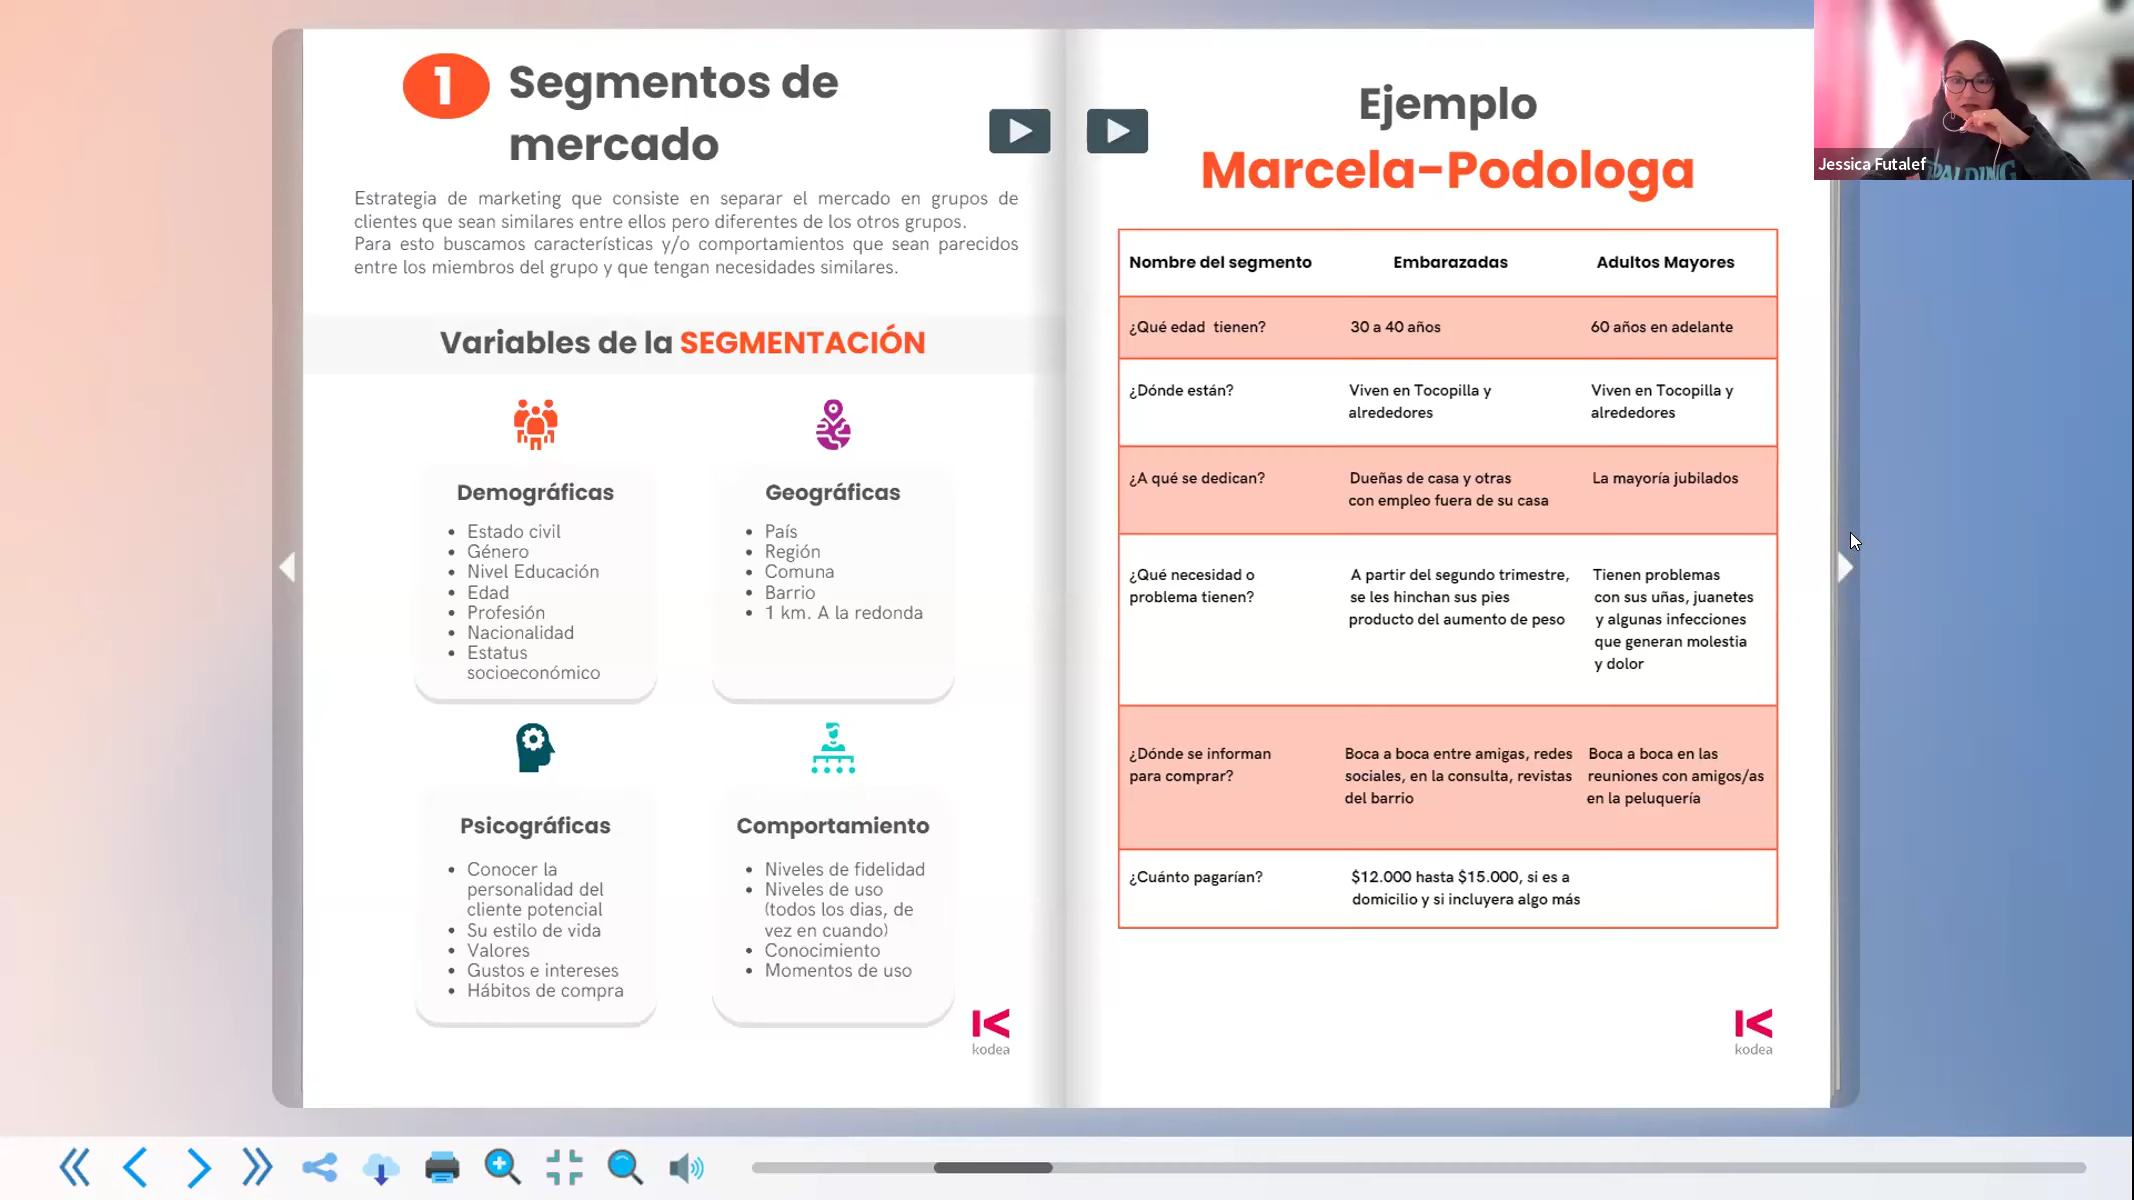 1
Segmentos de
mercado
Estrategia de marketing que consiste en separar el mercado en grupos de
clientes que sean similares entre ellos pero diferentes de los otros grupos.
Para esto buscamos características y/o comportamientos que sean parecidos
entre los miembros del grupo y que tengan necesidades similares.
Variables de la SEGMENTACIÓN
Demográficas
• Estado civil
• Género
• Nivel Educación
• Edad
• Profesión
• Nacionalidad
• Estatus
socioeconómico
Geográficas
• País
• Región
• Comuna
• Barrio
• 1 km. A la redonda
Psicográficas
• Conocer la
personalidad del
cliente potencial
• Su estilo de vida
• Valores
• Gustos e intereses
• Hábitos de compra
Comportamiento
• Niveles de fidelidad
• Niveles de uso
(todos los dias, de
vez en cuando)
• Conocimiento
• Momentos de uso
kodea
Ejemplo
Marcela-Podologa
Nombre del segmento
Embarazadas
Adultos Mayores
¿Qué edad tienen?
30 a 40 años
60 años en adelante
¿Dónde están?
Viven en Tocopilla y
alrededores
Viven en Tocopilla y
alrededores
¿A qué se dedican?
Dueñas de casa y otras
con empleo fuera de su casa
La mayoría jubilados
¿Qué necesidad o
problema tienen?
A partir del segundo trimestre,
se les hinchan sus pies
producto del aumento de peso
Tienen problemas
con sus uñas, juanetes
y algunas infecciones
que generan molestia
y dolor
¿Dónde se informan
para comprar?
Boca a boca entre amigas, redes
sociales, en la consulta, revistas
del barrio
Boca a boca en las
reuniones con amigos/as
en la peluquería
¿Cuánto pagarían?
$12.000 hasta $15.000, si es a
domicilio y si incluyera algo más
kodea
Jessica Futalef